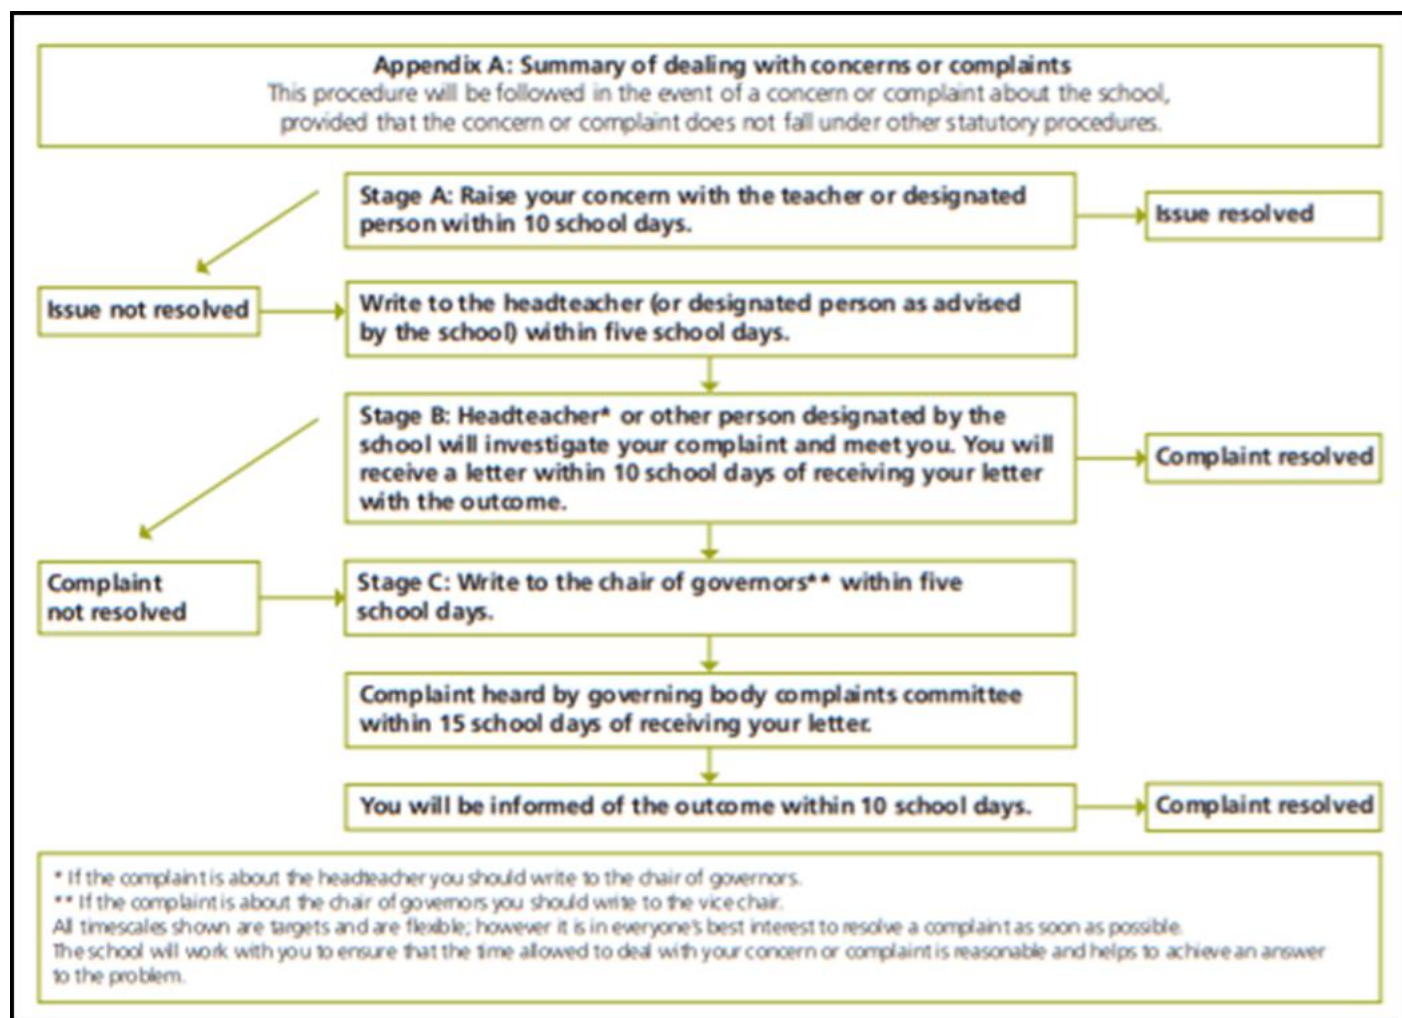 Appendix A: Summary of dealing with concerns or complaints
This procedure will be followed in the event of a concern or complaint about the school,
provided that the concern or complaint does not fall under other statutory procedures.
Stage A: Raise your concern with the teacher or designated
person within 10 school days.
Issue resolved
Issue not resolved
Write to the headteacher (or designated person as advised
by the school) within five school days.
Stage B: Headteacher* or other person designated by the
school will investigate your complaint and meet you. You will
receive a letter within 10 school days of receiving your letter
with the outcome.
Complaint resolved
Complaint
not resolved
Stage C: Write to the chair of governors** within five
school days.
Complaint heard by governing body complaints committee
within 15 school days of receiving your letter.
You will be informed of the outcome within 10 school days.
Complaint resolved
* If the complaint is about the headteacher you should write to the chair of governors.
** If the complaint is about the chair of governors you should write to the vice chair.
All timescales shown are targets and are flexible; however it is in everyone's best interest to resolve a complaint as soon as possible.
The school will work with you to ensure that the time allowed to deal with your concern or complaint is reasonable and helps to achieve an answer
to the problem.